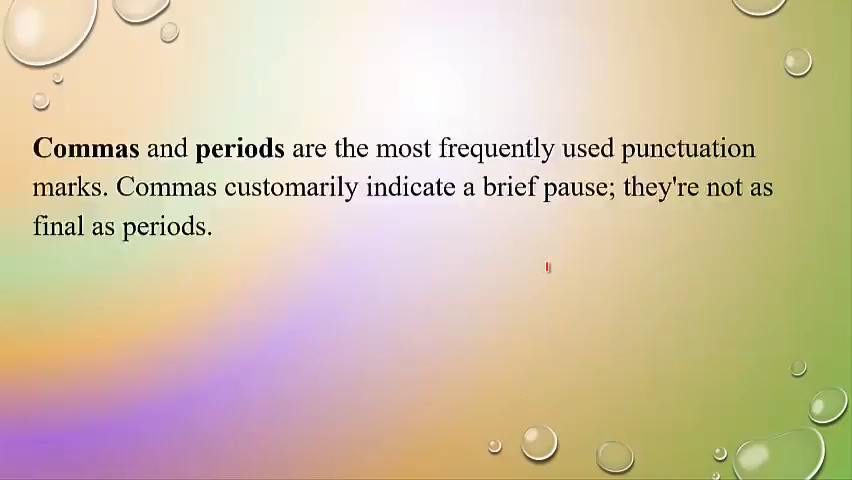 Commas and periods are the most frequently used punctuation
marks. Commas customarily indicate a brief pause; they're not as
final as periods.